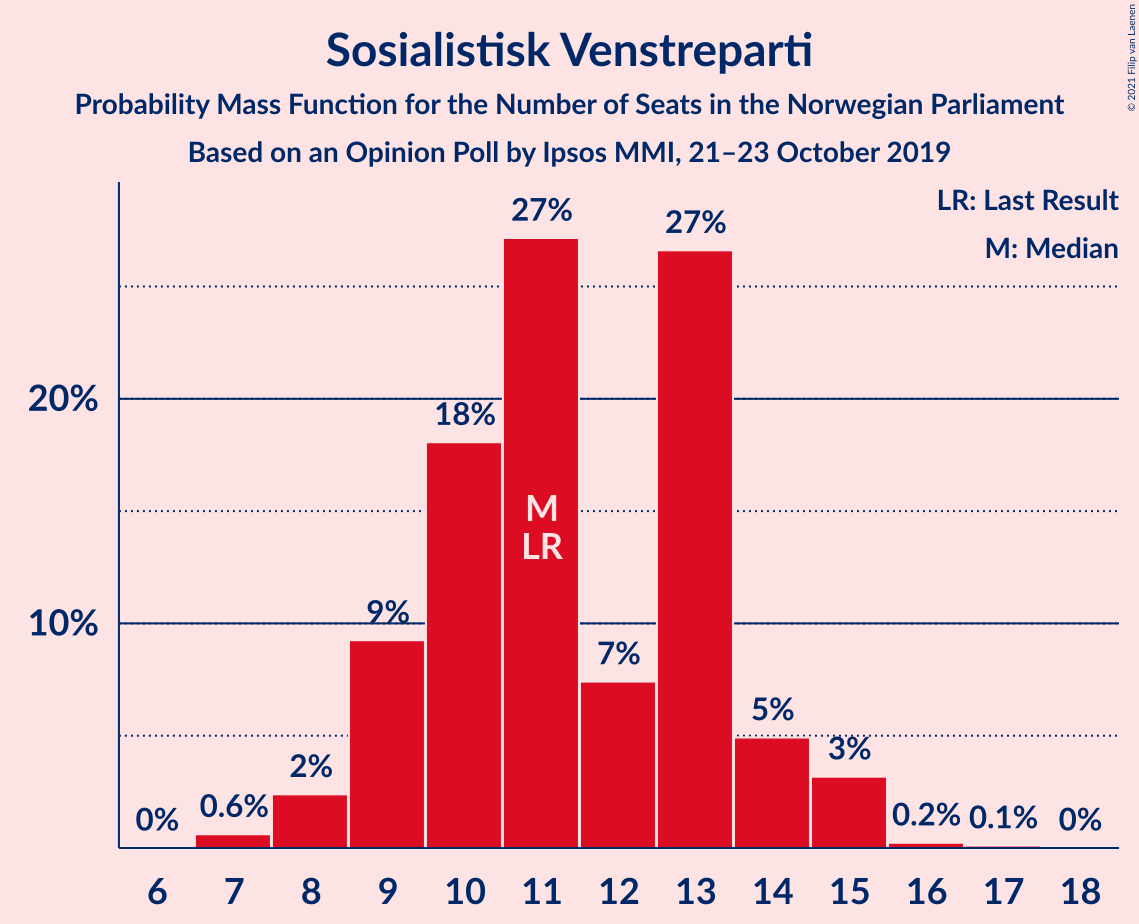 Sosialistisk Venstreparti
Probability Mass Function for the Number of Seats in the Norwegian Parliament
Based on an Opinion Poll by Ipsos MMI, 21–23 October 2019
© 2021 Filip van Laenen
LR: Last Result
M: Median
27%
27%
20%
18%
M
LR
10%
9%
7%
5%
3%
2%
0.6%
0%
0.2%
0.1%
0%
6 7 8 9 10 11 12 13 14 15 16 17 18